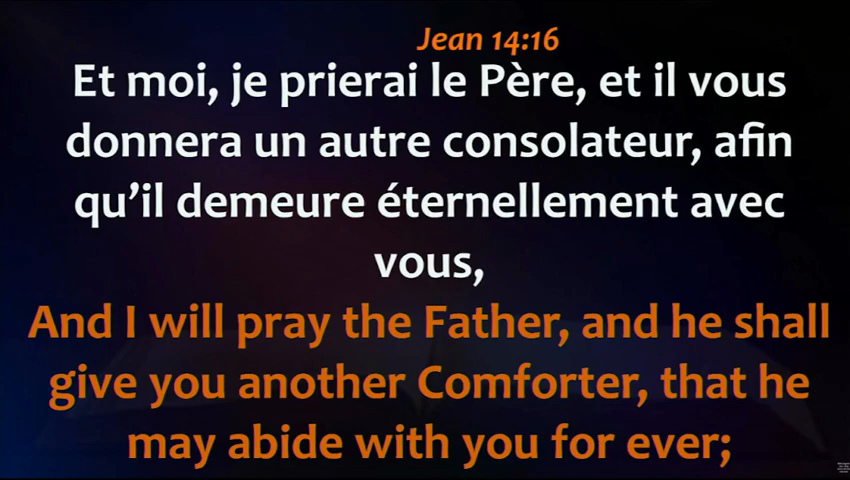 Jean 14:16
Et moi, je prierai le Père, et il vous
donnera un autre consolateur, afin
qu’il demeure éternellement avec
vous,
And I will pray the Father, and he shall
give you another Comforter, that he
may abide with you for ever;